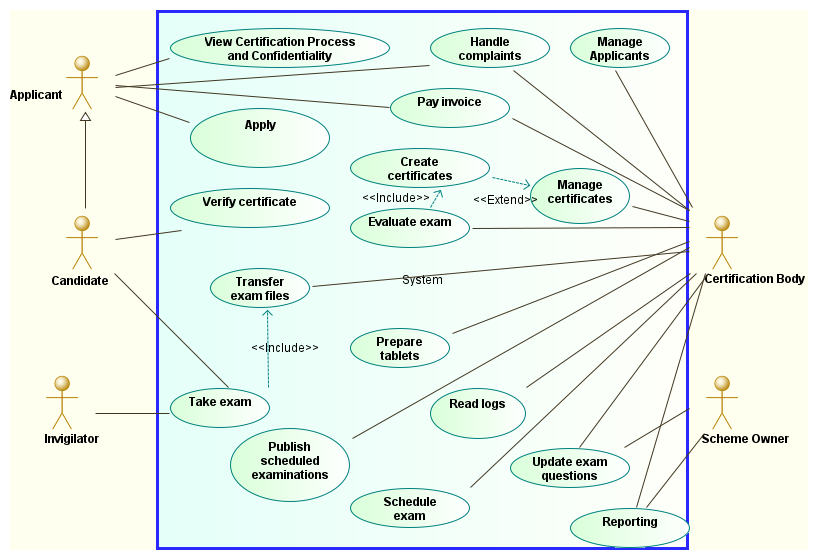 View Certification Process
and Confidentiality
Handle
complaints
Manage
Applicants
Applicant
Pay invoice
Apply
Create
certificates
Manage
certificates
<<Include>>
<<Extend>>
Verify certificate
Evaluate exam
Candidate
Certification Body
System
Transfer
exam files
Prepare
tablets
<<Include>>
Take exam
Read logs
Invigilator
Scheme Owner
Publish
scheduled
examinations
Update exam
questions
Schedule
exam
Reporting